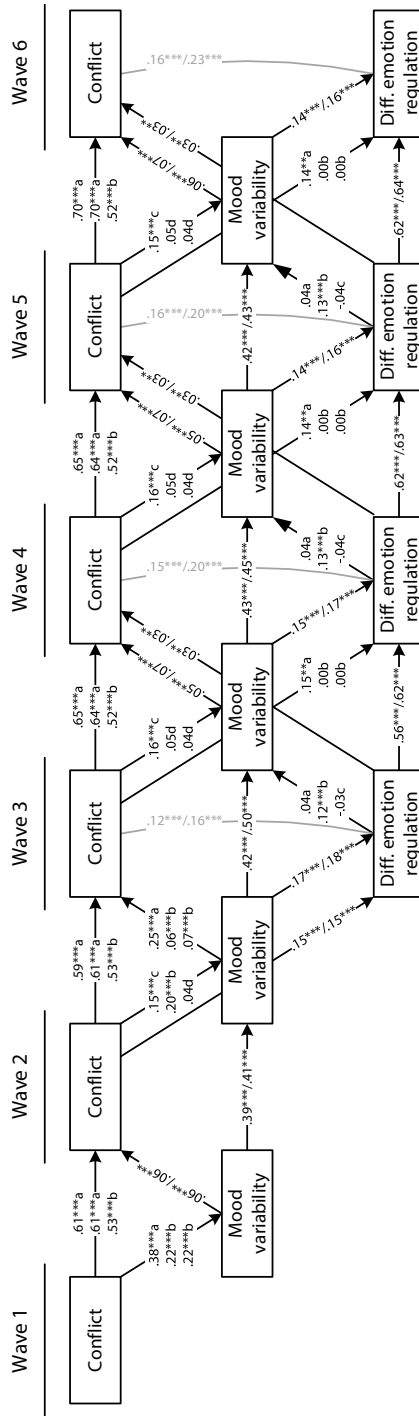 Wave 1
Wave 2
Wave 3
Wave 4
Wave 5
Wave 6
Conflict
.61***a
.61***a
.53***b
Conflict
.59***a
.61***a
.53***b
Conflict
.65***a
.64***a
.52***b
Conflict
.65***a
.64***a
.52***b
Conflict
.70***a
.70***a
.52***b
Conflict
.38***a
.22***b
.22***b
.06***/.06***
.15***c
.20***b
.04d
.25***a
.06***b
.07***b
.12***/.16***
.16***c
.05d
.04d
.05***/.07***
.03**/.03**
.15***/.20***
.16***c
.05d
.04d
.05***/.07***
.03**/.03**
.16***/.20***
.15***c
.05d
.04d
.06***/.07***
.03**/.03**
.16***/.23***
Mood
variability
.39***/.41***
Mood
variability
.42***/.50***
Mood
variability
.43***/.45***
Mood
variability
.42***/.43***
Mood
variability
.17***/.18***
.15***/.15***
.04a
.12***b
-.03c
.15***/.17***
.15**a
.00b
.00b
.04a
.13***b
-.04c
.14***/.16***
.14**a
.00b
.00b
.04a
.13***b
-.04c
.14***/.16***
.14**a
.00b
.00b
Diff. emotion
requlation
.56***/.62***
Diff. emotion
requlation
.62***/.63***
Diff. emotion
requlation
.62***/.64***
Diff. emotion
requlation